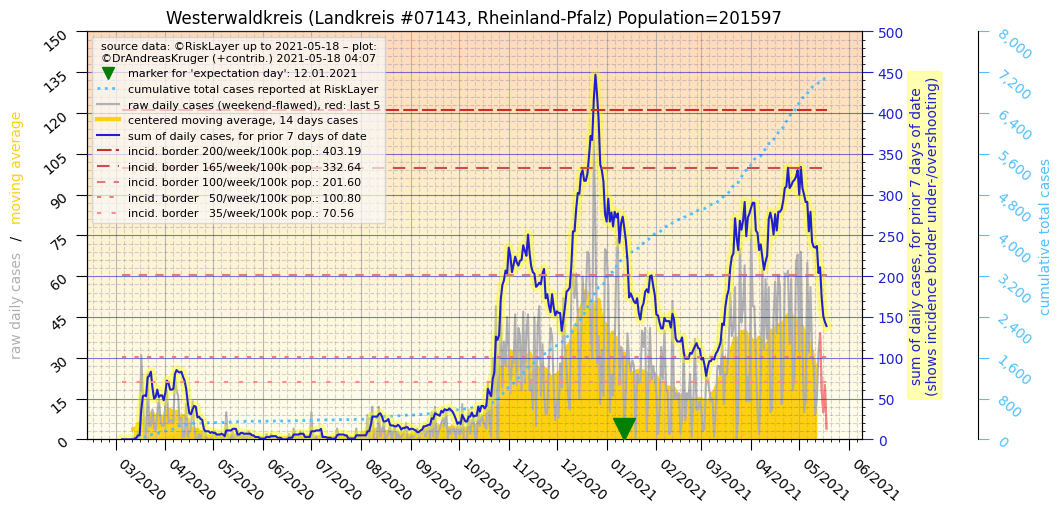 Westerwaldkreis (Landkreis #07143, Rheinland-Pfalz) Population=201597
source data: ©RiskLayer up to 2021-05-18 – plot:
©DrAndreasKruger (+contrib.) 2021-05-18 04:07
marker for 'expectation day': 12.01.2021
cumulative total cases reported at RiskLayer
raw daily cases (weekend-flawed), red: last 5
centered moving average, 14 days cases
sum of daily cases, for prior 7 days of date
incid. border 200/week/100k pop.: 403.19
incid. border 165/week/100k pop.: 332.64
incid. border 100/week/100k pop.: 201.60
incid. border   50/week/100k pop.: 100.80
incid. border   35/week/100k pop.: 70.56
raw daily cases   /   moving average
150
135
120
105
90
75
60
45
30
15
0
03/2020
04/2020
05/2020
06/2020
07/2020
08/2020
09/2020
10/2020
11/2020
12/2020
01/2021
02/2021
03/2021
04/2021
05/2021
06/2021
500
450
400
350
300
250
200
150
100
50
0
sum of daily cases, for prior 7 days of date
(shows incidence border under-/overshooting)
8,000
7,200
6,400
5,600
4,800
4,000
3,200
2,400
1,600
800
0
cumulative total cases